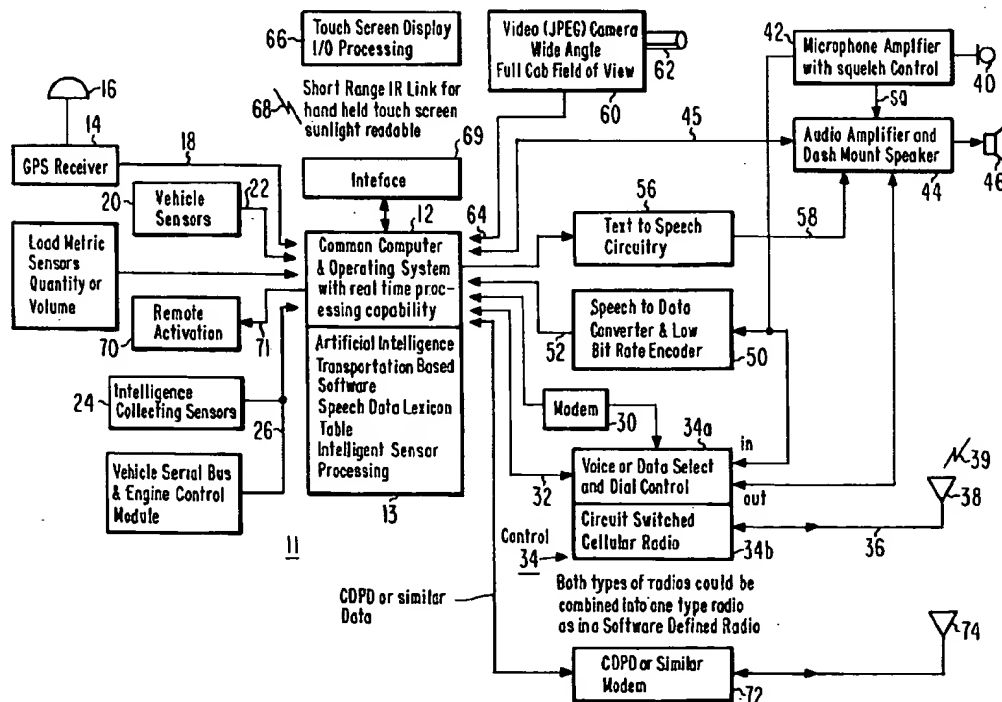 66
Touch Screen Display
I/O Processing
Video (JPEG) Camera
Wide Angle
Full Cab Field of View
62
60
42
Microphone Amplfier
with squelch Control
40
SQ
16
14
GPS Receiver
18
68
Short Range IR Link for
hand held touch screen
sunlight readable
45
Audio Amplifier and
Dash Mount Speaker
44
46
69
Inteface
20
Vehicle
Sensors
22
12
64
56
Text to Speech
Circuitry
58
Load Metric
Sensors
Quantity or
Volume
Common Computer
& Operating System
with real time proc-
essing capability
Remote
Activation
70
71
52
Speech to Data
Converter & Low
Bit Rate Encoder
50
Artificial Intelligence
Transportation Based
Software
Speech Data Lexicon
Table
Intelligent Sensor
Processing
13
24
Intelligence
Collecting Sensors
26
Modem
30
34a
in
Voice or Data Select
and Dial Control
out
32
39
38
Vehicle Serial Bus
& Engine Control
Module
Circuit Switched
Cellular Radio
34b
36
11
Control
34
CDPD or similar
Data
Both types of radios could be
combined into one type radio
as in a Software Defined Radio
74
CDPD or Similar
Modem
72